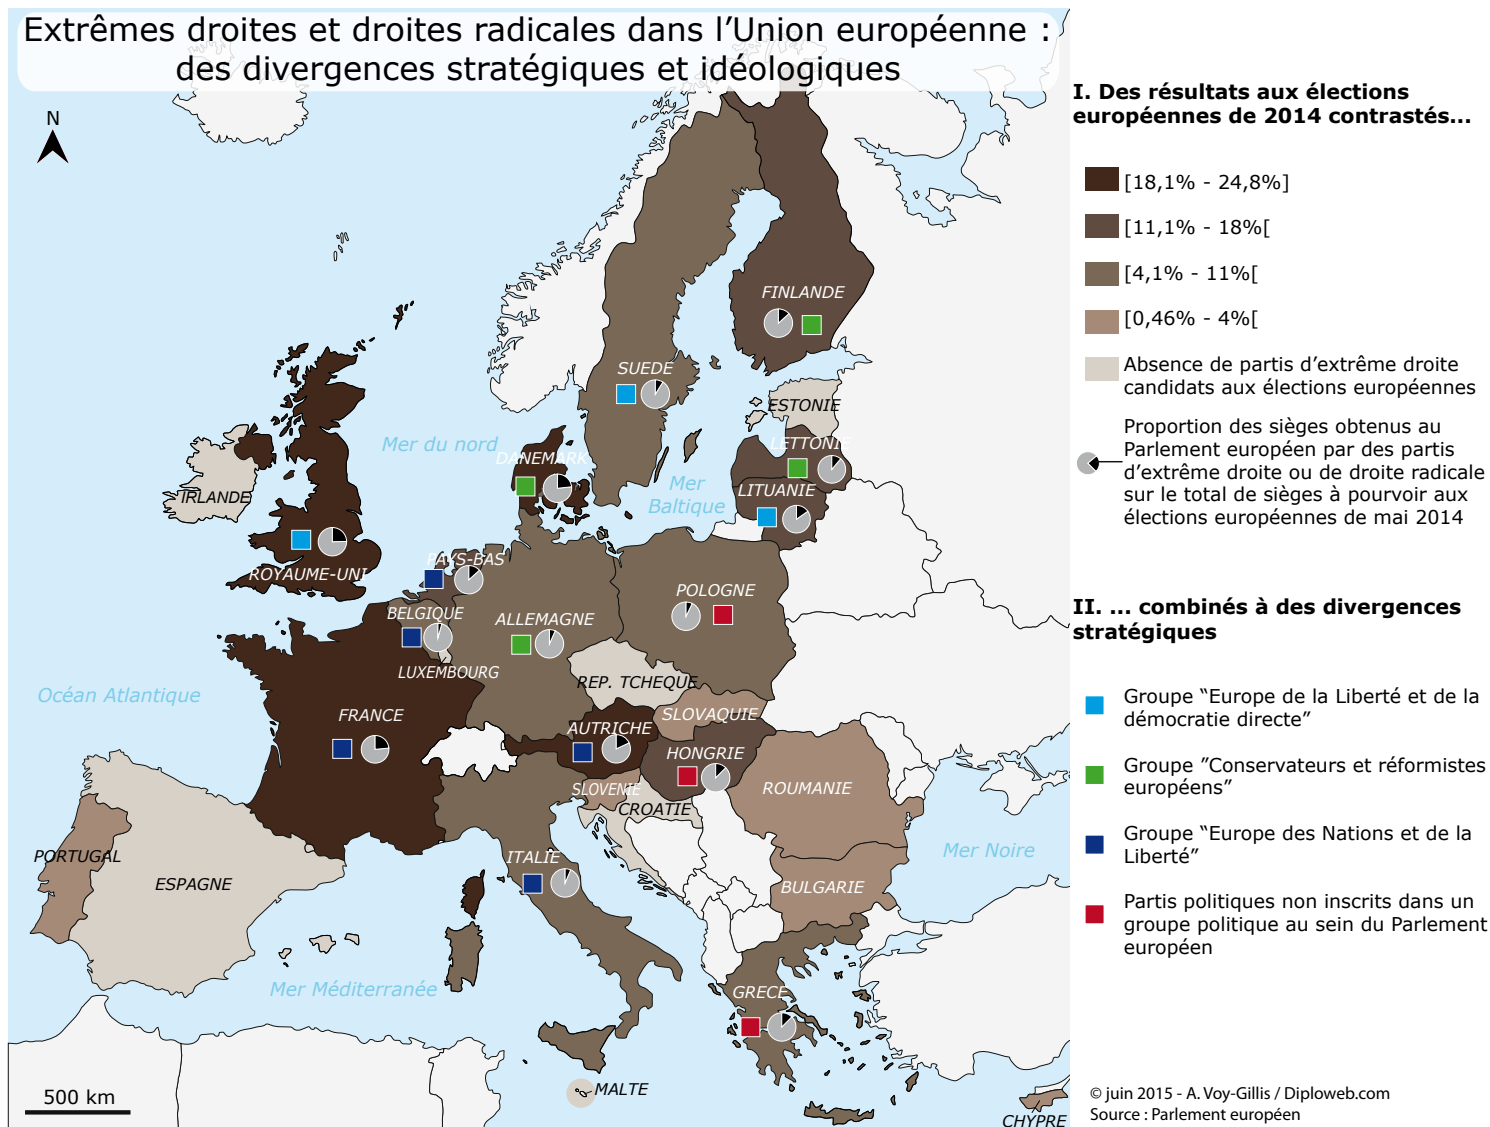 Extrêmes droites et droites radicales dans l’Union européenne :
des divergences stratégiques et idéologiques
N
I. Des résultats aux élections
européennes de 2014 contrastés...
[18,1% - 24,8%]
[11,1% - 18%[
[4,1% - 11%[
[0,46% - 4%[
Absence de partis d’extrême droite
candidats aux élections européennes
Proportion des sièges obtenus au
Parlement européen par des partis
d’extrême droite ou de droite radicale
sur le total de sièges à pourvoir aux
élections européennes de mai 2014
II. ... combinés à des divergences
stratégiques
Groupe “Europe de la Liberté et de la
démocratie directe”
Groupe ”Conservateurs et réformistes
européens”
Groupe “Europe des Nations et de la
Liberté”
Partis politiques non inscrits dans un
groupe politique au sein du Parlement
européen
FINLANDE
SUEDE
ESTONIE
Mer du nord
LETTONIE
DANEMARK
Mer
Baltique
LITUANIE
IRLANDE
PAYS-BAS
ROYAUME-UNI
POLOGNE
BELGIQUE
ALLEMAGNE
LUXEMBOURG
REP. TCHEQUE
Océan Atlantique
FRANCE
SLOVAQUIE
AUTRICHE
HONGRIE
SLOVENIE
ROUMANIE
CROATIE
Mer Noire
PORTUGAL
ITALIE
ESPAGNE
BULGARIE
Mer Méditerranée
GRECE
MALTE
CHYPRE
500 km
© juin 2015 - A. Voy-Gillis / Diploweb.com
Source : Parlement européen